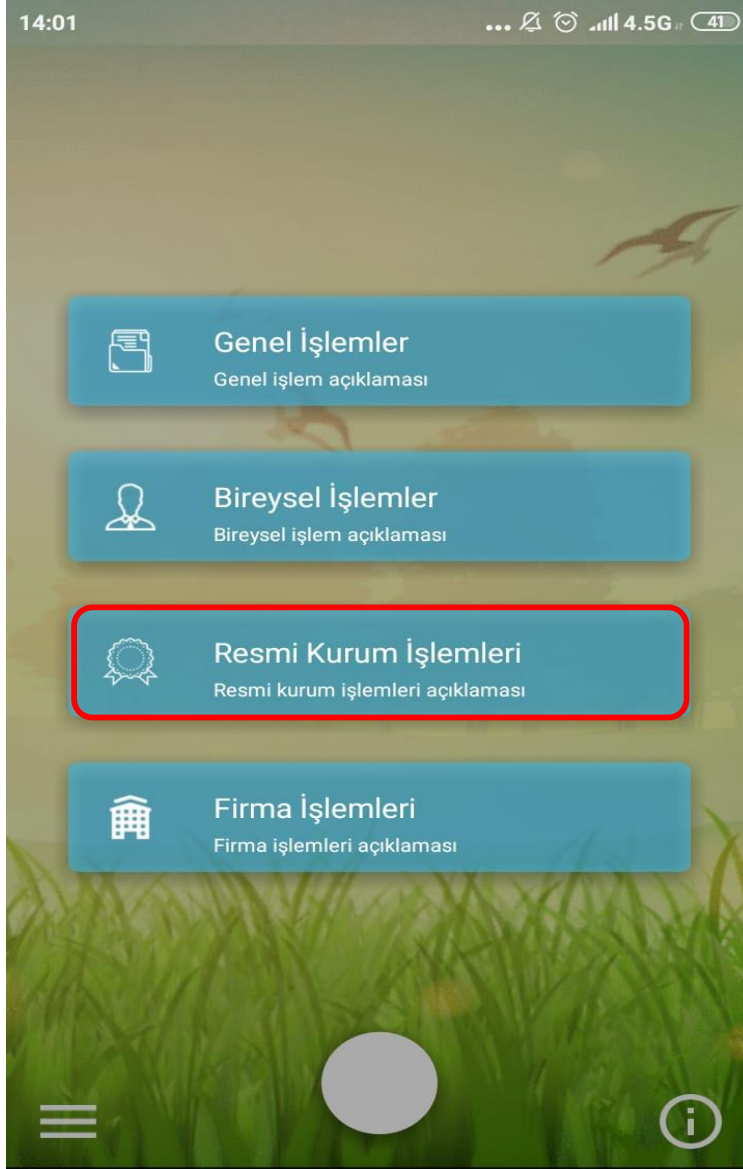 14:01 ... 4.5G 41
Genel İşlemler
Genel işlem açıklaması
Bireysel İşlemler
Bireysel işlem açıklaması
Resmi Kurum İşlemleri
Resmi kurum işlemleri açıklaması
Firma İşlemleri
Firma işlemleri açıklaması